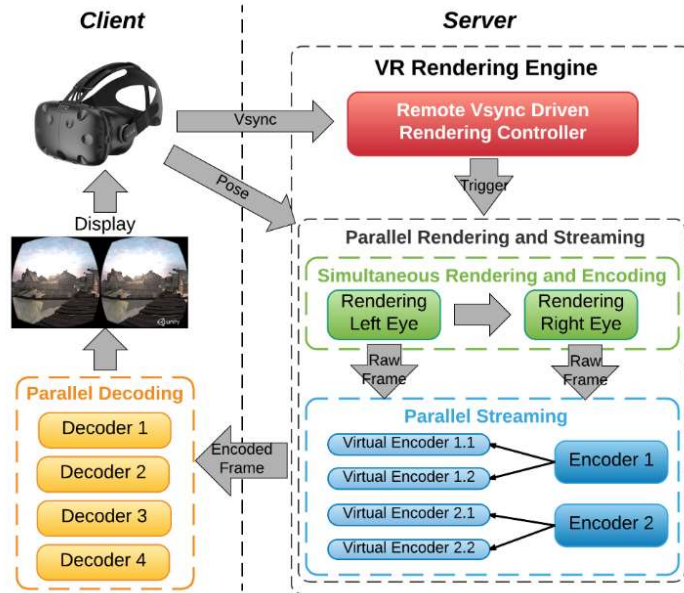 Client
Server
VR Rendering Engine
Remote Vsync Driven
Rendering Controller
Vsync
Pose
Trigger
Display
Parallel Rendering and Streaming
Simultaneous Rendering and Encoding
Rendering
Left Eye
Rendering
Right Eye
Raw
Frame
Raw
Frame
Parallel Decoding
Decoder 1
Decoder 2
Decoder 3
Decoder 4
Encoded
Frame
Parallel Streaming
Virtual Encoder 1.1
Virtual Encoder 1.2
Virtual Encoder 2.1
Virtual Encoder 2.2
Encoder 1
Encoder 2